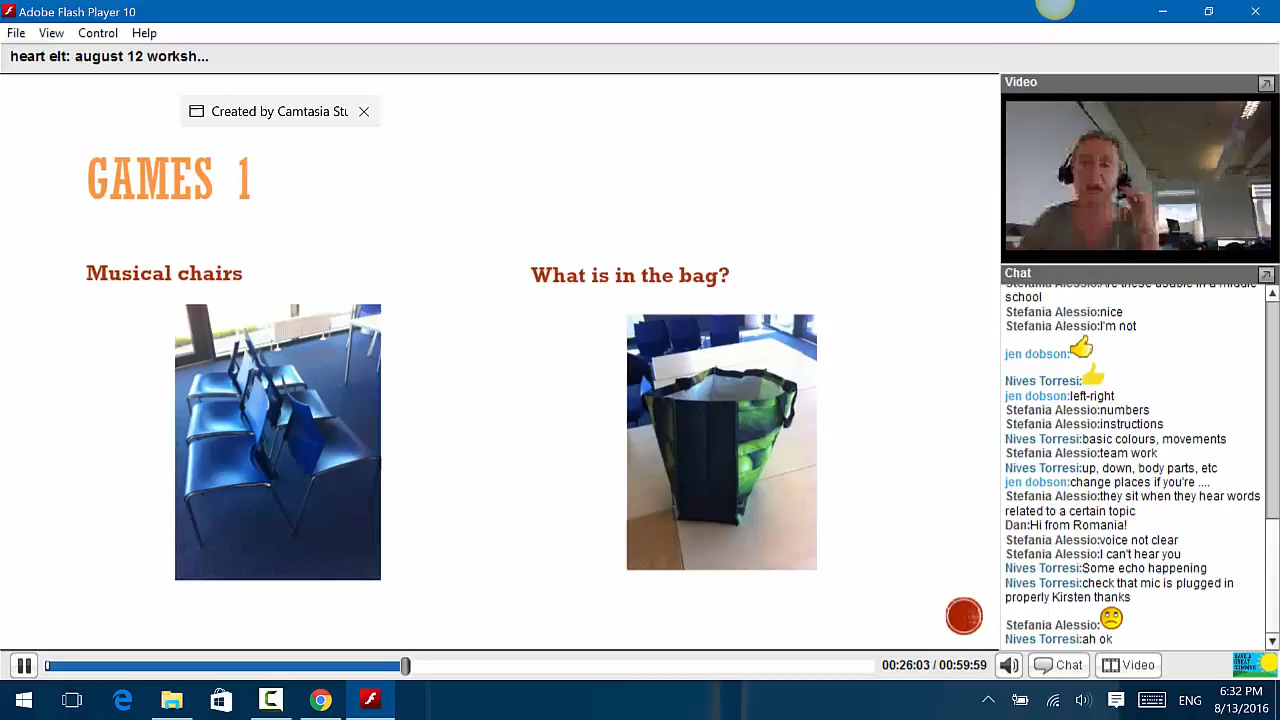 Adobe Flash Player 10
File View Control Help
heart elt: august 12 worksh...
Created by Camtasia Stu
GAMES 1
Musical chairs
What is in the bag?
Video
Chat
school
Stefania Alessio:nice
Stefania Alessio:I'm not
jen dobson:
Nives Torresi:
jen dobson:left-right
Stefania Alessio:numbers
Stefania Alessio:instructions
Nives Torresi:basic colours, movements
Stefania Alessio:team work
Nives Torresi:up, down, body parts, etc
jen dobson:change places if you're ....
Stefania Alessio:they sit when they hear words
related to a certain topic
Dan:Hi from Romania!
Stefania Alessio:voice not clear
Stefania Alessio:I can't hear you
Nives Torresi:Some echo happening
Nives Torresi:check that mic is plugged in
properly Kirsten thanks
Stefania Alessio:
Nives Torresi:ah ok
00:26:03 / 00:59:59
Chat
Video
HAVE A
GREAT
SUMMER
ENG
6:32 PM
8/13/2016